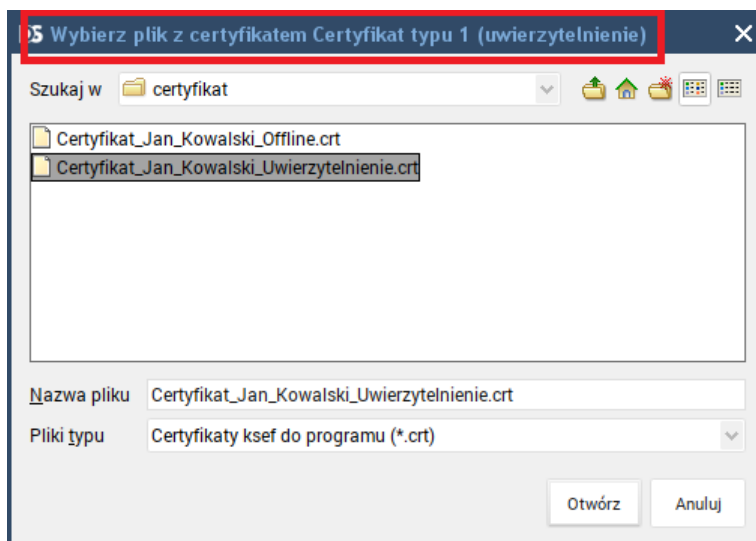 Wybierz plik z certyfikatem Certyfikat typu 1 (uwierzytelnienie)
Szukaj w certyfikat
Certyfikat_Jan_Kowalski_Offline.crt
Certyfikat_Jan_Kowalski_Uwierzytelnienie.crt
Nazwa pliku Certyfikat_Jan_Kowalski_Uwierzytelnienie.crt
Pliki typu Certyfikaty ksef do programu (*.crt)
Otwórz Anuluj